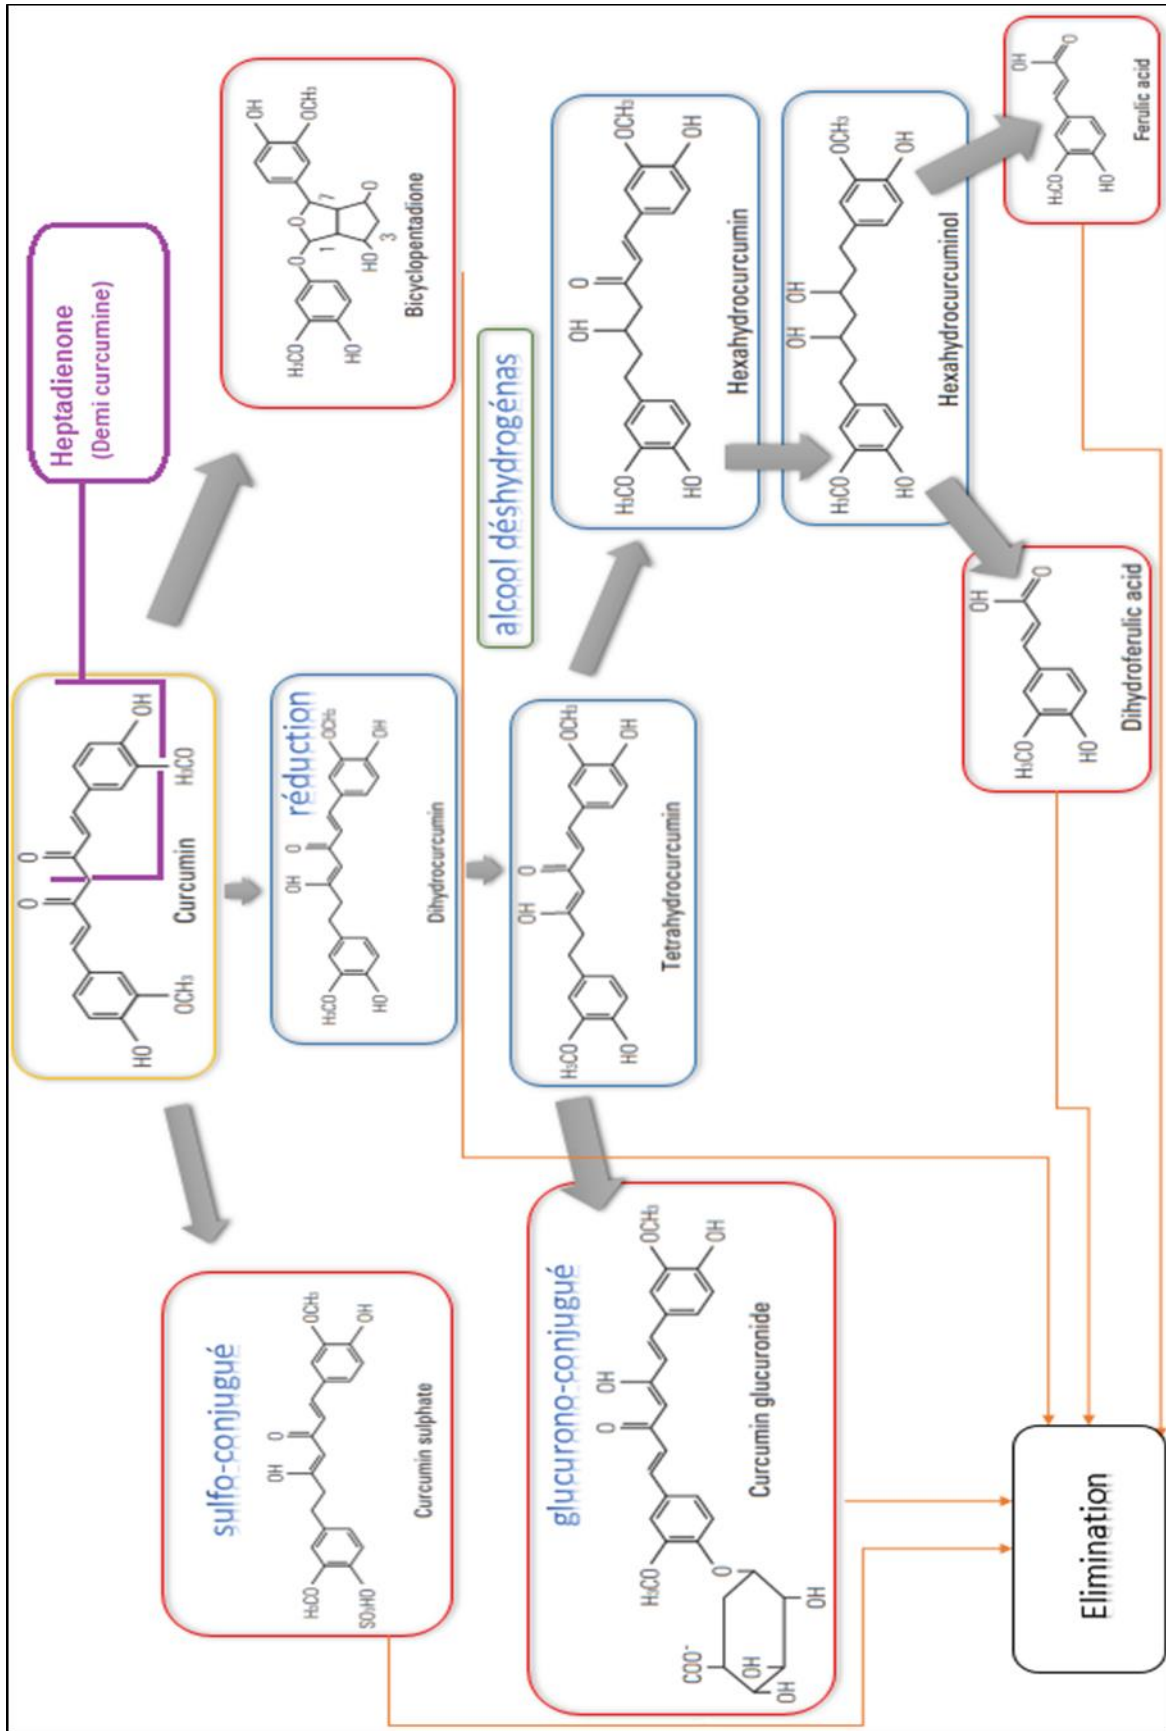 Heptadienone
(Demi curcumine)
O
O
HO
OCH₃
H₃CO
OH
Curcumin
OH
OCH₃
O
O
1
7
O
3
HO
H₃CO
HO
Bicyclopentadione
sulfo-conjugué
OH
O
H₃CO
SO₃HO
OCH₃
OH
Curcumin sulphate
réduction
OH
O
H₃CO
HO
OCH₃
OH
Dihydrocurcumin
alcool déshydrogénas
glucurono-conjugué
O
OH
H₃CO
O
OCH₃
OH
COO⁻
OH
OH
OH
Curcumin glucuronide
OH
O
H₃CO
HO
OCH₃
OH
Tetrahydrocurcumin
OH
O
H₃CO
HO
OCH₃
OH
Hexahydrocurcumin
OH
OH
H₃CO
HO
OCH₃
OH
Hexahydrocurcuminol
OH
O
H₃CO
HO
Dihydroferulic acid
OH
O
H₃CO
HO
Ferulic acid
Elimination